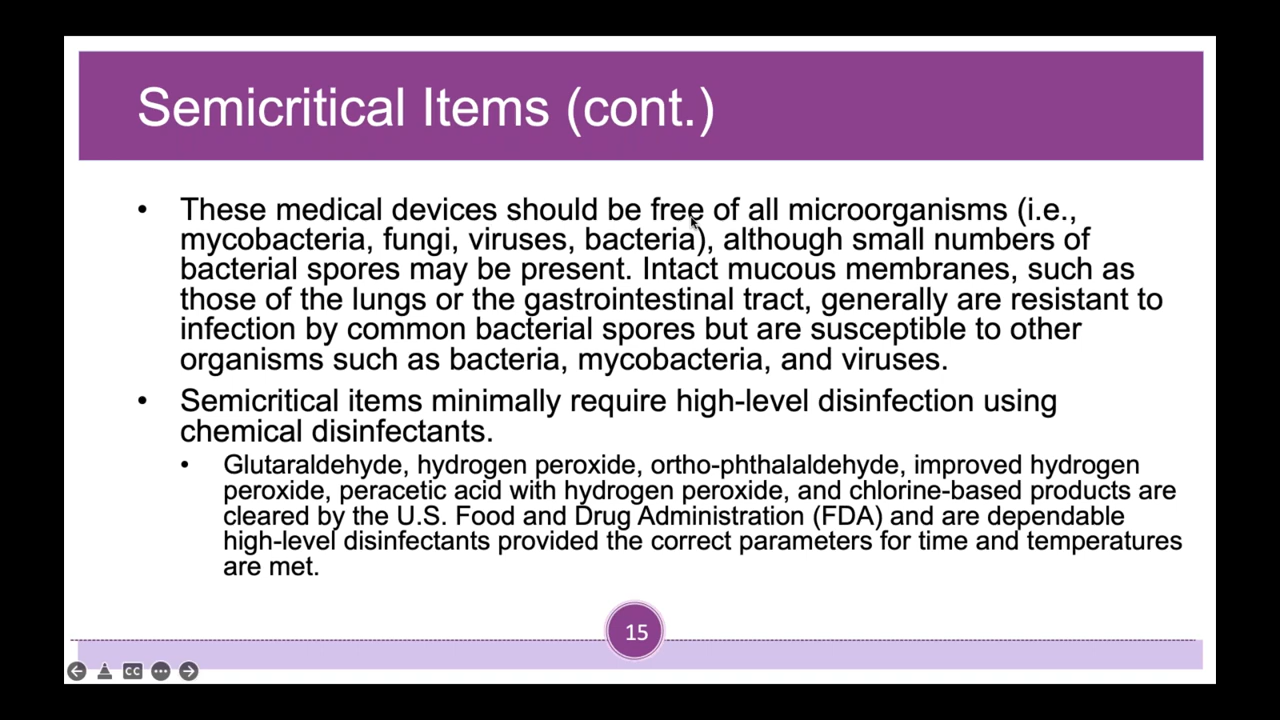 Semicritical Items (cont.)
• These medical devices should be free of all microorganisms (i.e.,
mycobacteria, fungi, viruses, bacteria), although small numbers of
bacterial spores may be present. Intact mucous membranes, such as
those of the lungs or the gastrointestinal tract, generally are resistant to
infection by common bacterial spores but are susceptible to other
organisms such as bacteria, mycobacteria, and viruses.
• Semicritical items minimally require high-level disinfection using
chemical disinfectants.
• Glutaraldehyde, hydrogen peroxide, ortho-phthalaldehyde, improved hydrogen
peroxide, peracetic acid with hydrogen peroxide, and chlorine-based products are
cleared by the U.S. Food and Drug Administration (FDA) and are dependable
high-level disinfectants provided the correct parameters for time and temperatures
are met.
15
CC